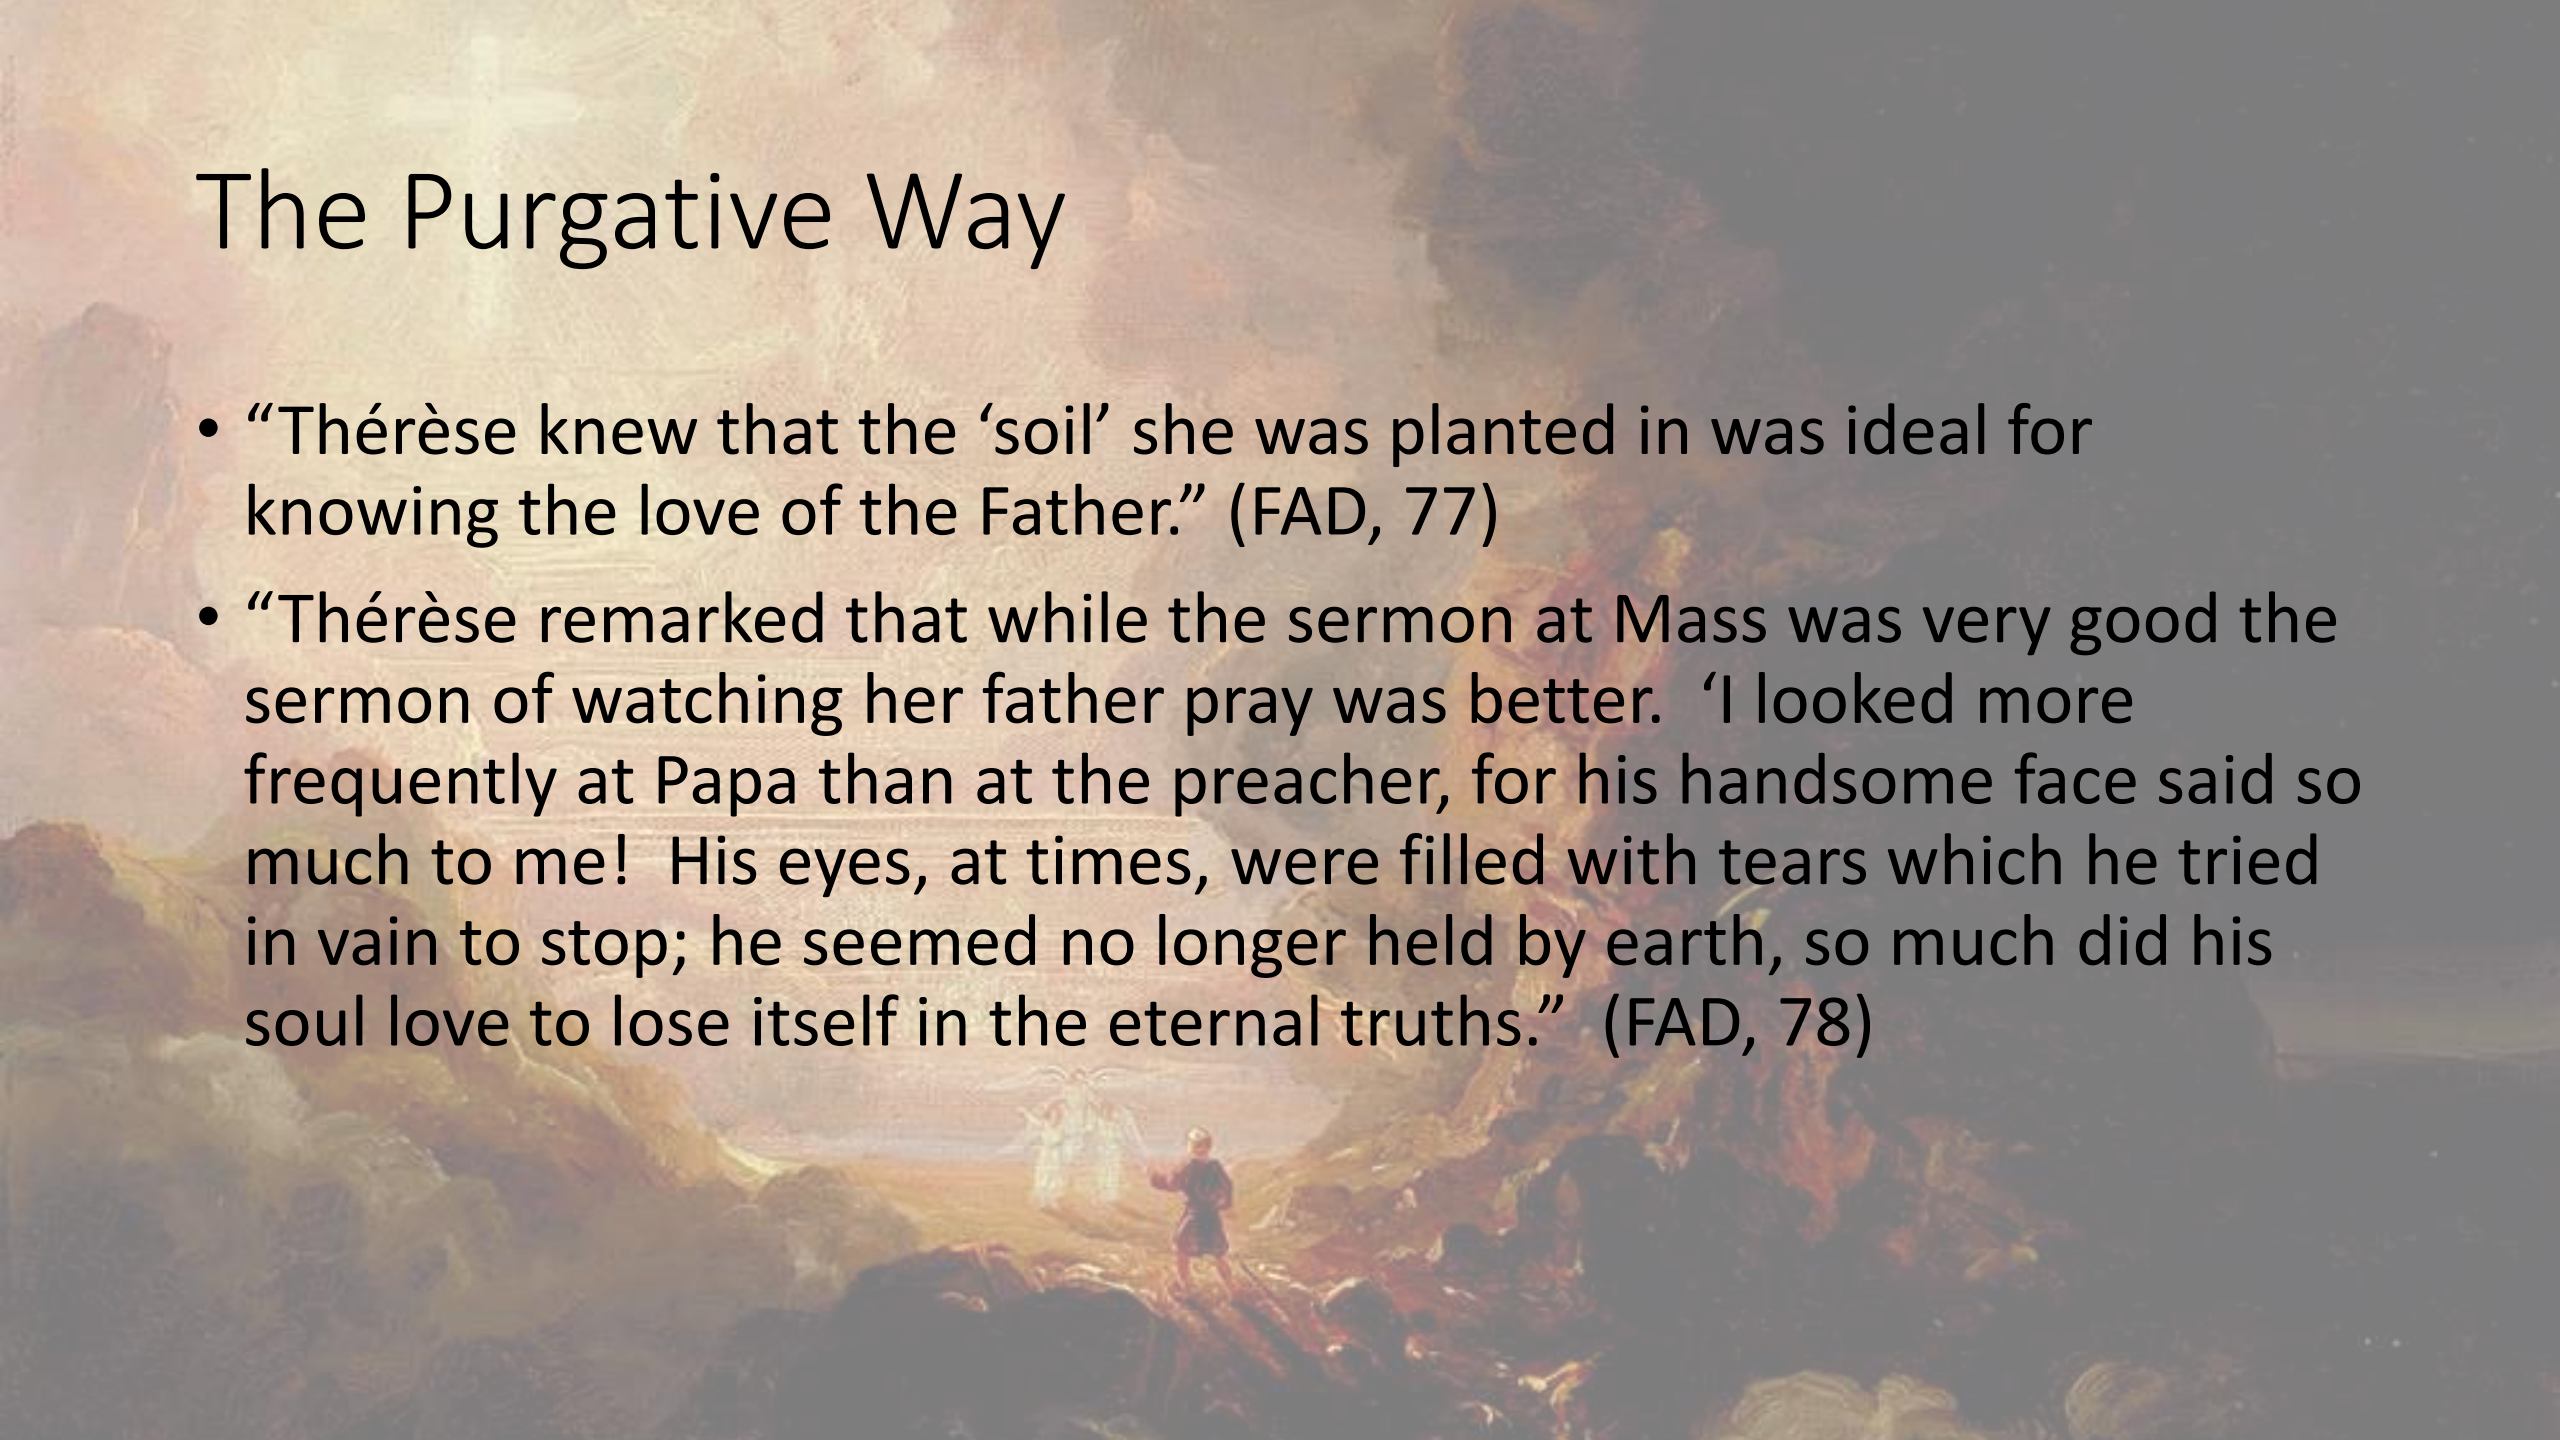 The Purgative Way
• “Thérèse knew that the ‘soil’ she was planted in was ideal for
knowing the love of the Father.” (FAD, 77)
• “Thérèse remarked that while the sermon at Mass was very good the
sermon of watching her father pray was better.  ‘I looked more
frequently at Papa than at the preacher, for his handsome face said so
much to me!  His eyes, at times, were filled with tears which he tried
in vain to stop; he seemed no longer held by earth, so much did his
soul love to lose itself in the eternal truths.”  (FAD, 78)